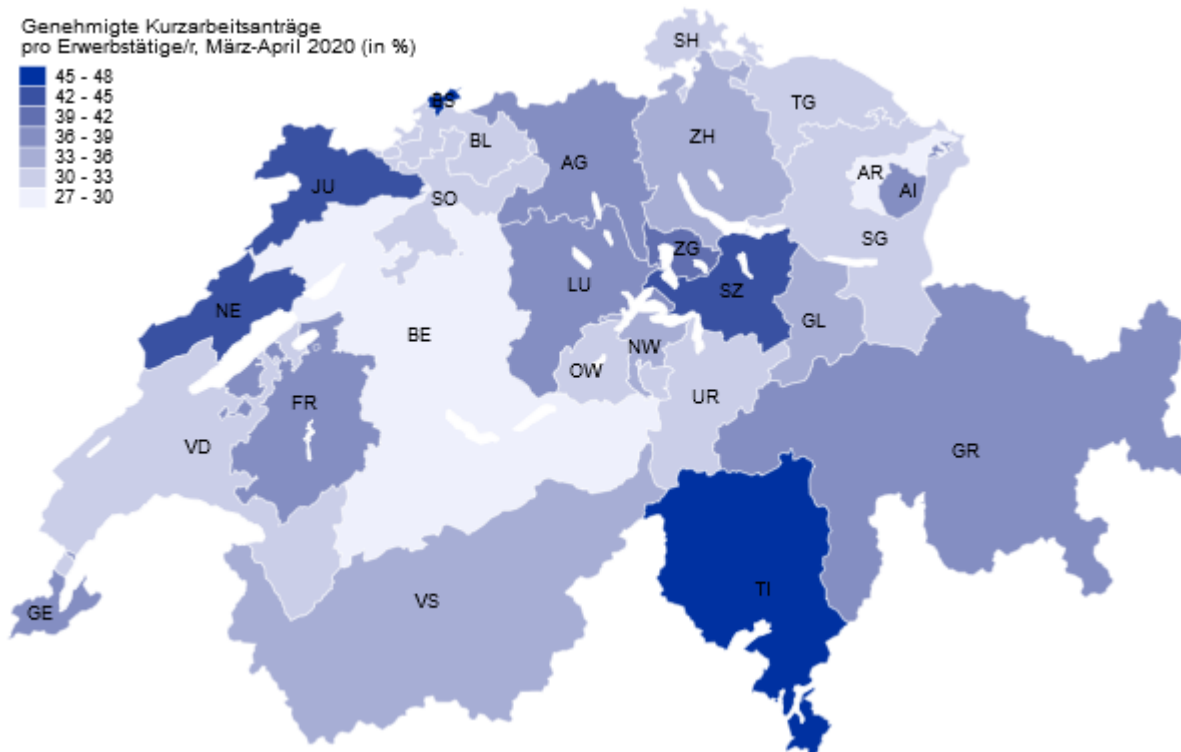 Genehmigte Kurzarbeitsanträge
pro Erwerbstätige/r, März-April 2020 (in %)
45 - 48
42 - 45
39 - 42
36 - 39
33 - 36
30 - 33
27 - 30
SH
BS
TG
BL
ZH
AG
AR
JU
AI
SO
SG
ZG
LU
SZ
NE
GL
BE
NW
OW
UR
FR
VD
GR
TI
VS
GE